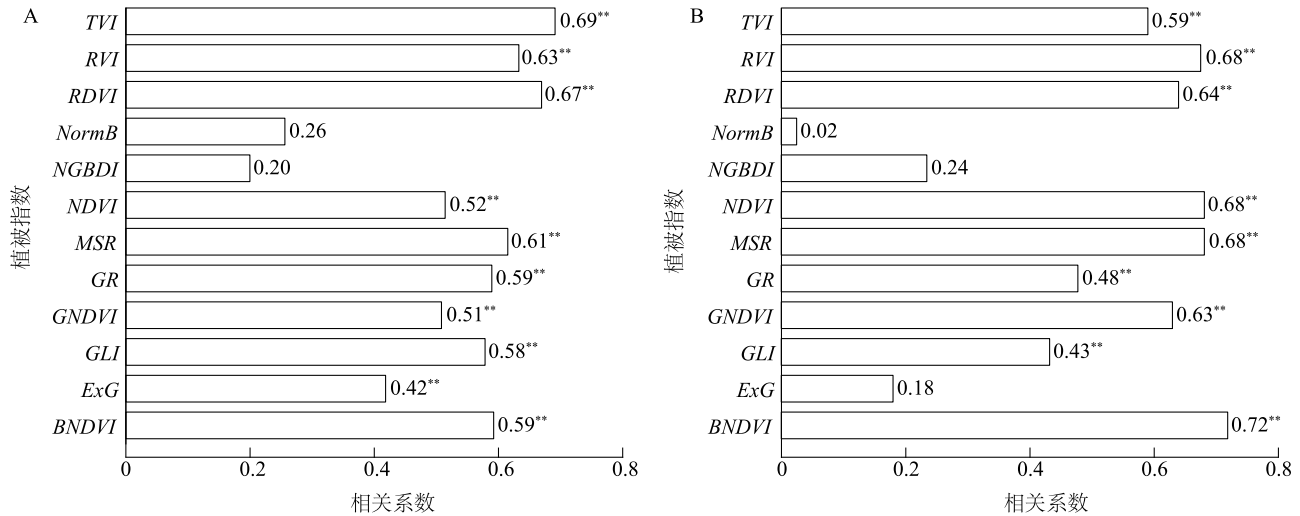 A
TVI 0.69**
RVI 0.63**
RDVI 0.67**
NormB 0.26
NGBDI 0.20
NDVI 0.52**
MSR 0.61**
GR 0.59**
GNDVI 0.51**
GLI 0.58**
ExG 0.42**
BNDVI 0.59**
植被指数
0 0.2 0.4 0.6 0.8
相关系数
B
TVI 0.59**
RVI 0.68**
RDVI 0.64**
NormB 0.02
NGBDI 0.24
NDVI 0.68**
MSR 0.68**
GR 0.48**
GNDVI 0.63**
GLI 0.43**
ExG 0.18
BNDVI 0.72**
植被指数
0 0.2 0.4 0.6 0.8
相关系数